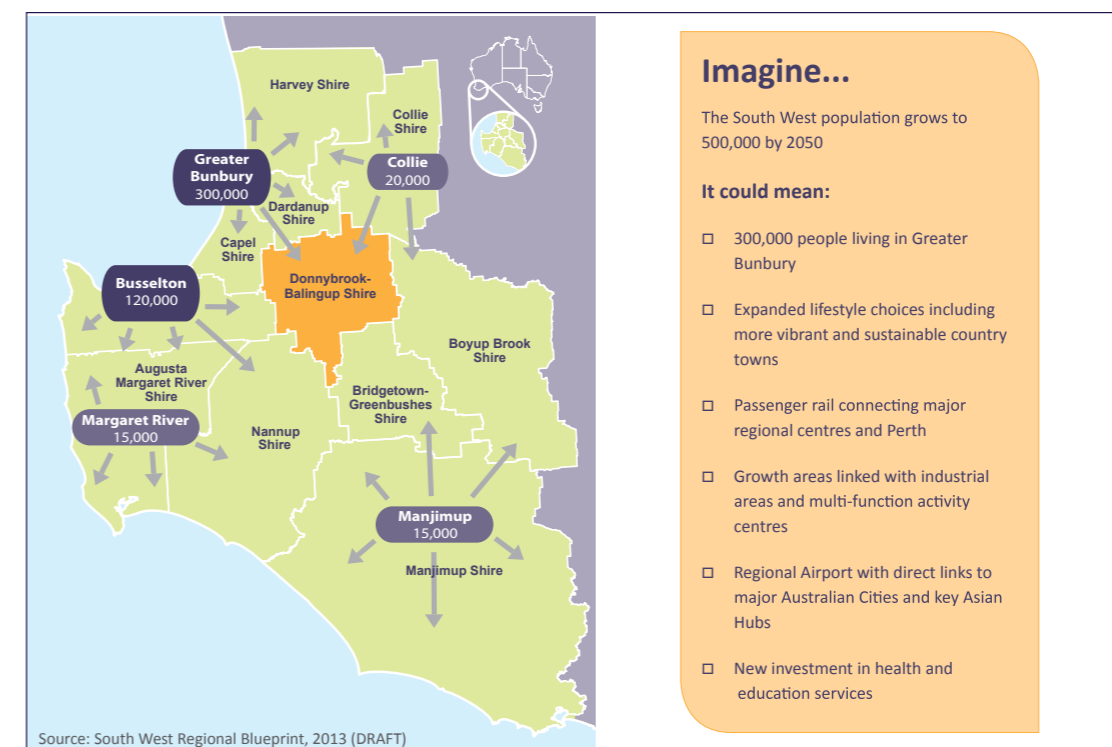 Harvey Shire
Collie
Shire
Greater
Bunbury
300,000
Collie
20,000
Dardanup
Shire
Capel
Shire
Donnybrook-
Balingup Shire
Busselton
120,000
Boyup Brook
Shire
Augusta
Margaret River
Shire
Bridgetown-
Greenbushes
Shire
Margaret River
15,000
Nannup
Shire
Manjimup
15,000
Manjimup Shire
Source: South West Regional Blueprint, 2013 (DRAFT)
Imagine...
The South West population grows to
500,000 by 2050
It could mean:
300,000 people living in Greater
Bunbury
Expanded lifestyle choices including
more vibrant and sustainable country
towns
Passenger rail connecting major
regional centres and Perth
Growth areas linked with industrial
areas and multi-function activity
centres
Regional Airport with direct links to
major Australian Cities and key Asian
Hubs
New investment in health and
education services